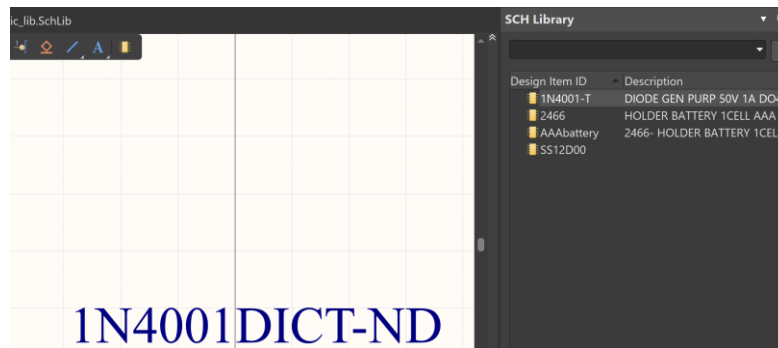 ic_lib.SchLib
SCH Library
A
Design Item ID Description
1N4001-T DIODE GEN PURP 50V 1A DO-
2466 HOLDER BATTERY 1CELL AAA
AAAbattery 2466- HOLDER BATTERY 1CEL
SS12D00
1N4001DICT-ND